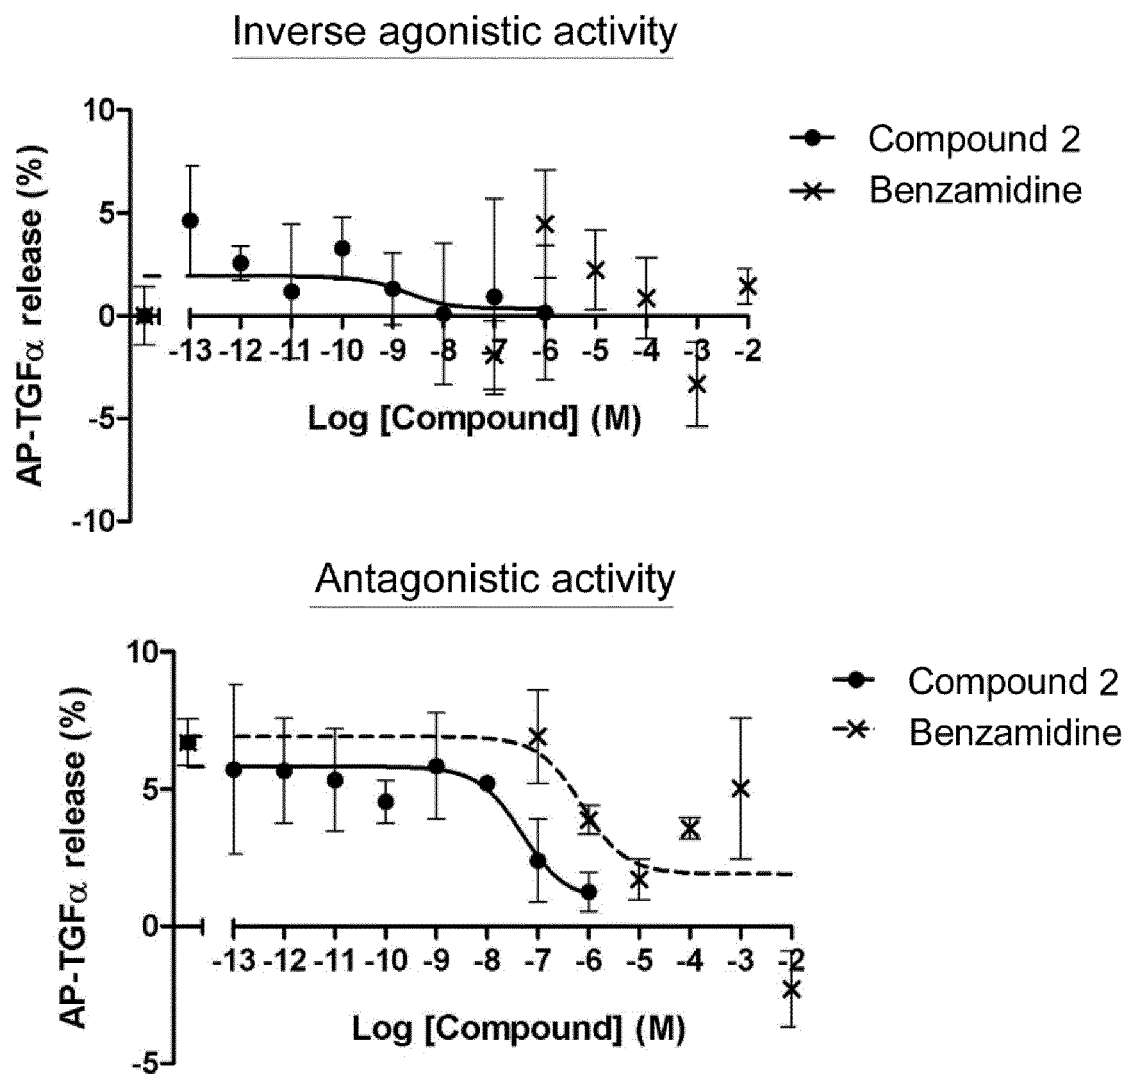 Inverse agonistic activity
10
5
0
-5
-10
AP-TGFα release (%)
-13 -12 -11 -10 -9 -8 -7 -6 -5 -4 -3 -2
Log [Compound] (M)
Compound 2
Benzamidine
Antagonistic activity
10
5
0
-5
AP-TGFα release (%)
-13 -12 -11 -10 -9 -8 -7 -6 -5 -4 -3 -2
Log [Compound] (M)
Compound 2
Benzamidine